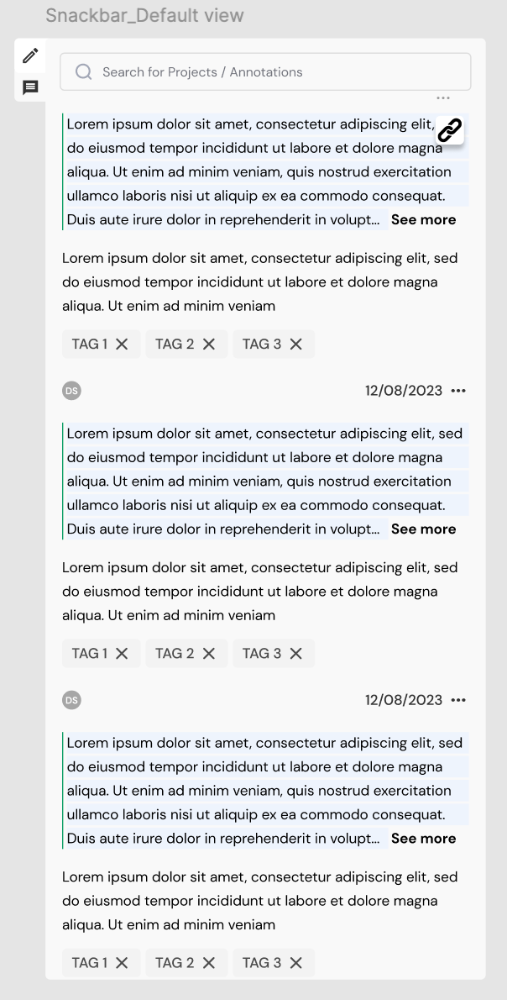 Snackbar_Default view
Search for Projects / Annotations
Lorem ipsum dolor sit amet, consectetur adipiscing elit,
do eiusmod tempor incididunt ut labore et dolore magna
aliqua. Ut enim ad minim veniam, quis nostrud exercitation
ullamco laboris nisi ut aliquip ex ea commodo consequat.
Duis aute irure dolor in reprehenderit in volupt... See more
Lorem ipsum dolor sit amet, consectetur adipiscing elit, sed
do eiusmod tempor incididunt ut labore et dolore magna
aliqua. Ut enim ad minim veniam
TAG 1 TAG 2 TAG 3
DS 12/08/2023
Lorem ipsum dolor sit amet, consectetur adipiscing elit, sed
do eiusmod tempor incididunt ut labore et dolore magna
aliqua. Ut enim ad minim veniam, quis nostrud exercitation
ullamco laboris nisi ut aliquip ex ea commodo consequat.
Duis aute irure dolor in reprehenderit in volupt... See more
Lorem ipsum dolor sit amet, consectetur adipiscing elit, sed
do eiusmod tempor incididunt ut labore et dolore magna
aliqua. Ut enim ad minim veniam
TAG 1 TAG 2 TAG 3
DS 12/08/2023
Lorem ipsum dolor sit amet, consectetur adipiscing elit, sed
do eiusmod tempor incididunt ut labore et dolore magna
aliqua. Ut enim ad minim veniam, quis nostrud exercitation
ullamco laboris nisi ut aliquip ex ea commodo consequat.
Duis aute irure dolor in reprehenderit in volupt... See more
Lorem ipsum dolor sit amet, consectetur adipiscing elit, sed
do eiusmod tempor incididunt ut labore et dolore magna
aliqua. Ut enim ad minim veniam
TAG 1 TAG 2 TAG 3